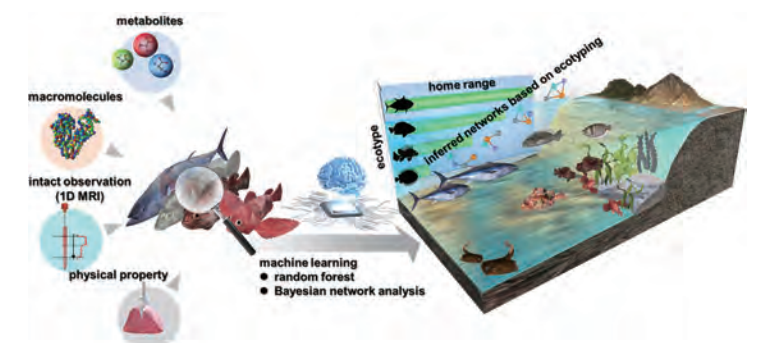 metabolites
macromolecules
intact observation
(1D MRI)
physical property
machine learning
● random forest
● Bayesian network analysis
home range
ecotype
Inferred networks based on ecotyping